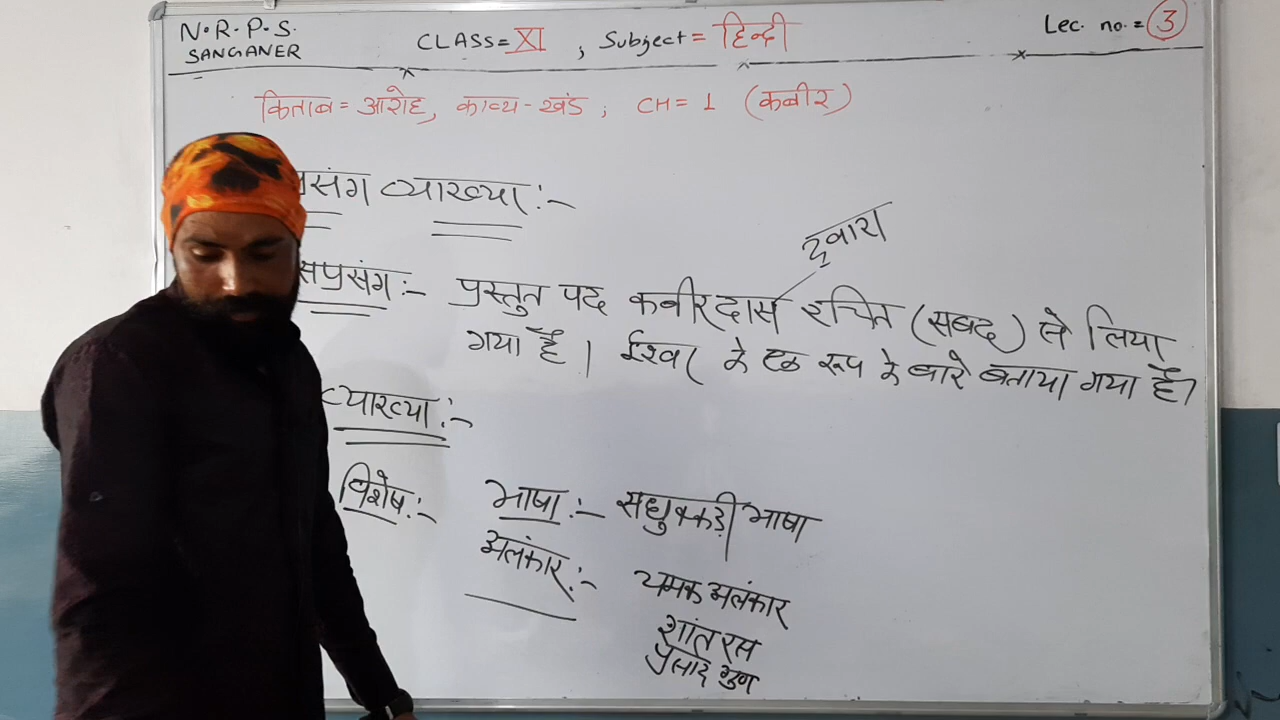 N.R.P.S.
SANGANER
CLASS = XI , Subject = हिन्दी
Lec. no. = 3
किताब = आरोह, काव्य-खंड ; CH = 1 (कबीर)
संग व्याख्या :-
द्वारा
सप्रसंग :- प्रस्तुत पद कबीरदास रचित (सबद) से लिया
गया है । ईश्वर के एक रूप के बारे बताया गया है।
व्याख्या :-
विशेष :- भाषा :- सधुक्कड़ी भाषा
अलंकार :- यमक अलंकार
शांत रस
प्रसाद गुण